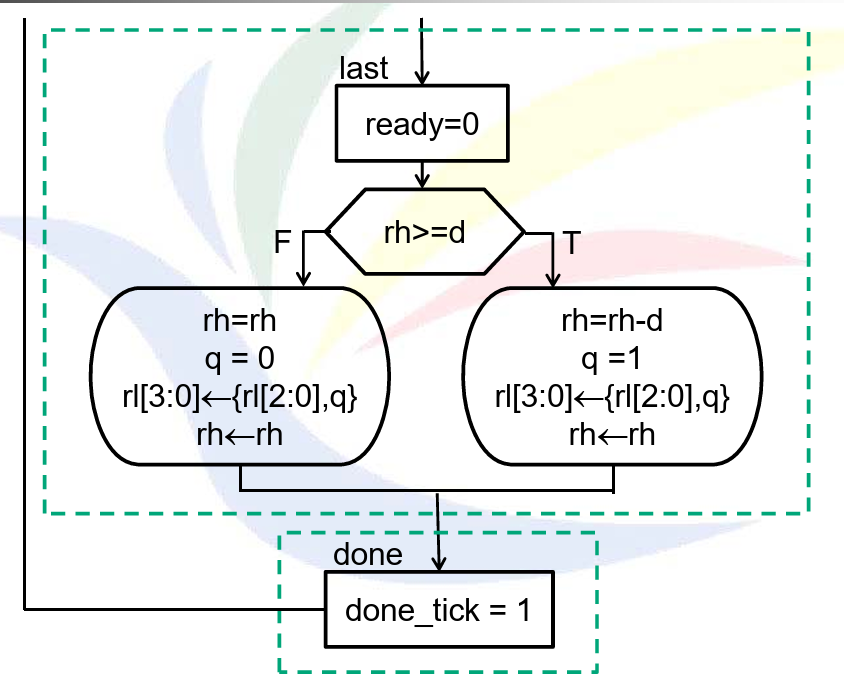 last
ready=0
rh>=d
F
T
rh=rh
q = 0
rl[3:0]←{rl[2:0],q}
rh←rh
rh=rh-d
q =1
rl[3:0]←{rl[2:0],q}
rh←rh
done
done_tick = 1